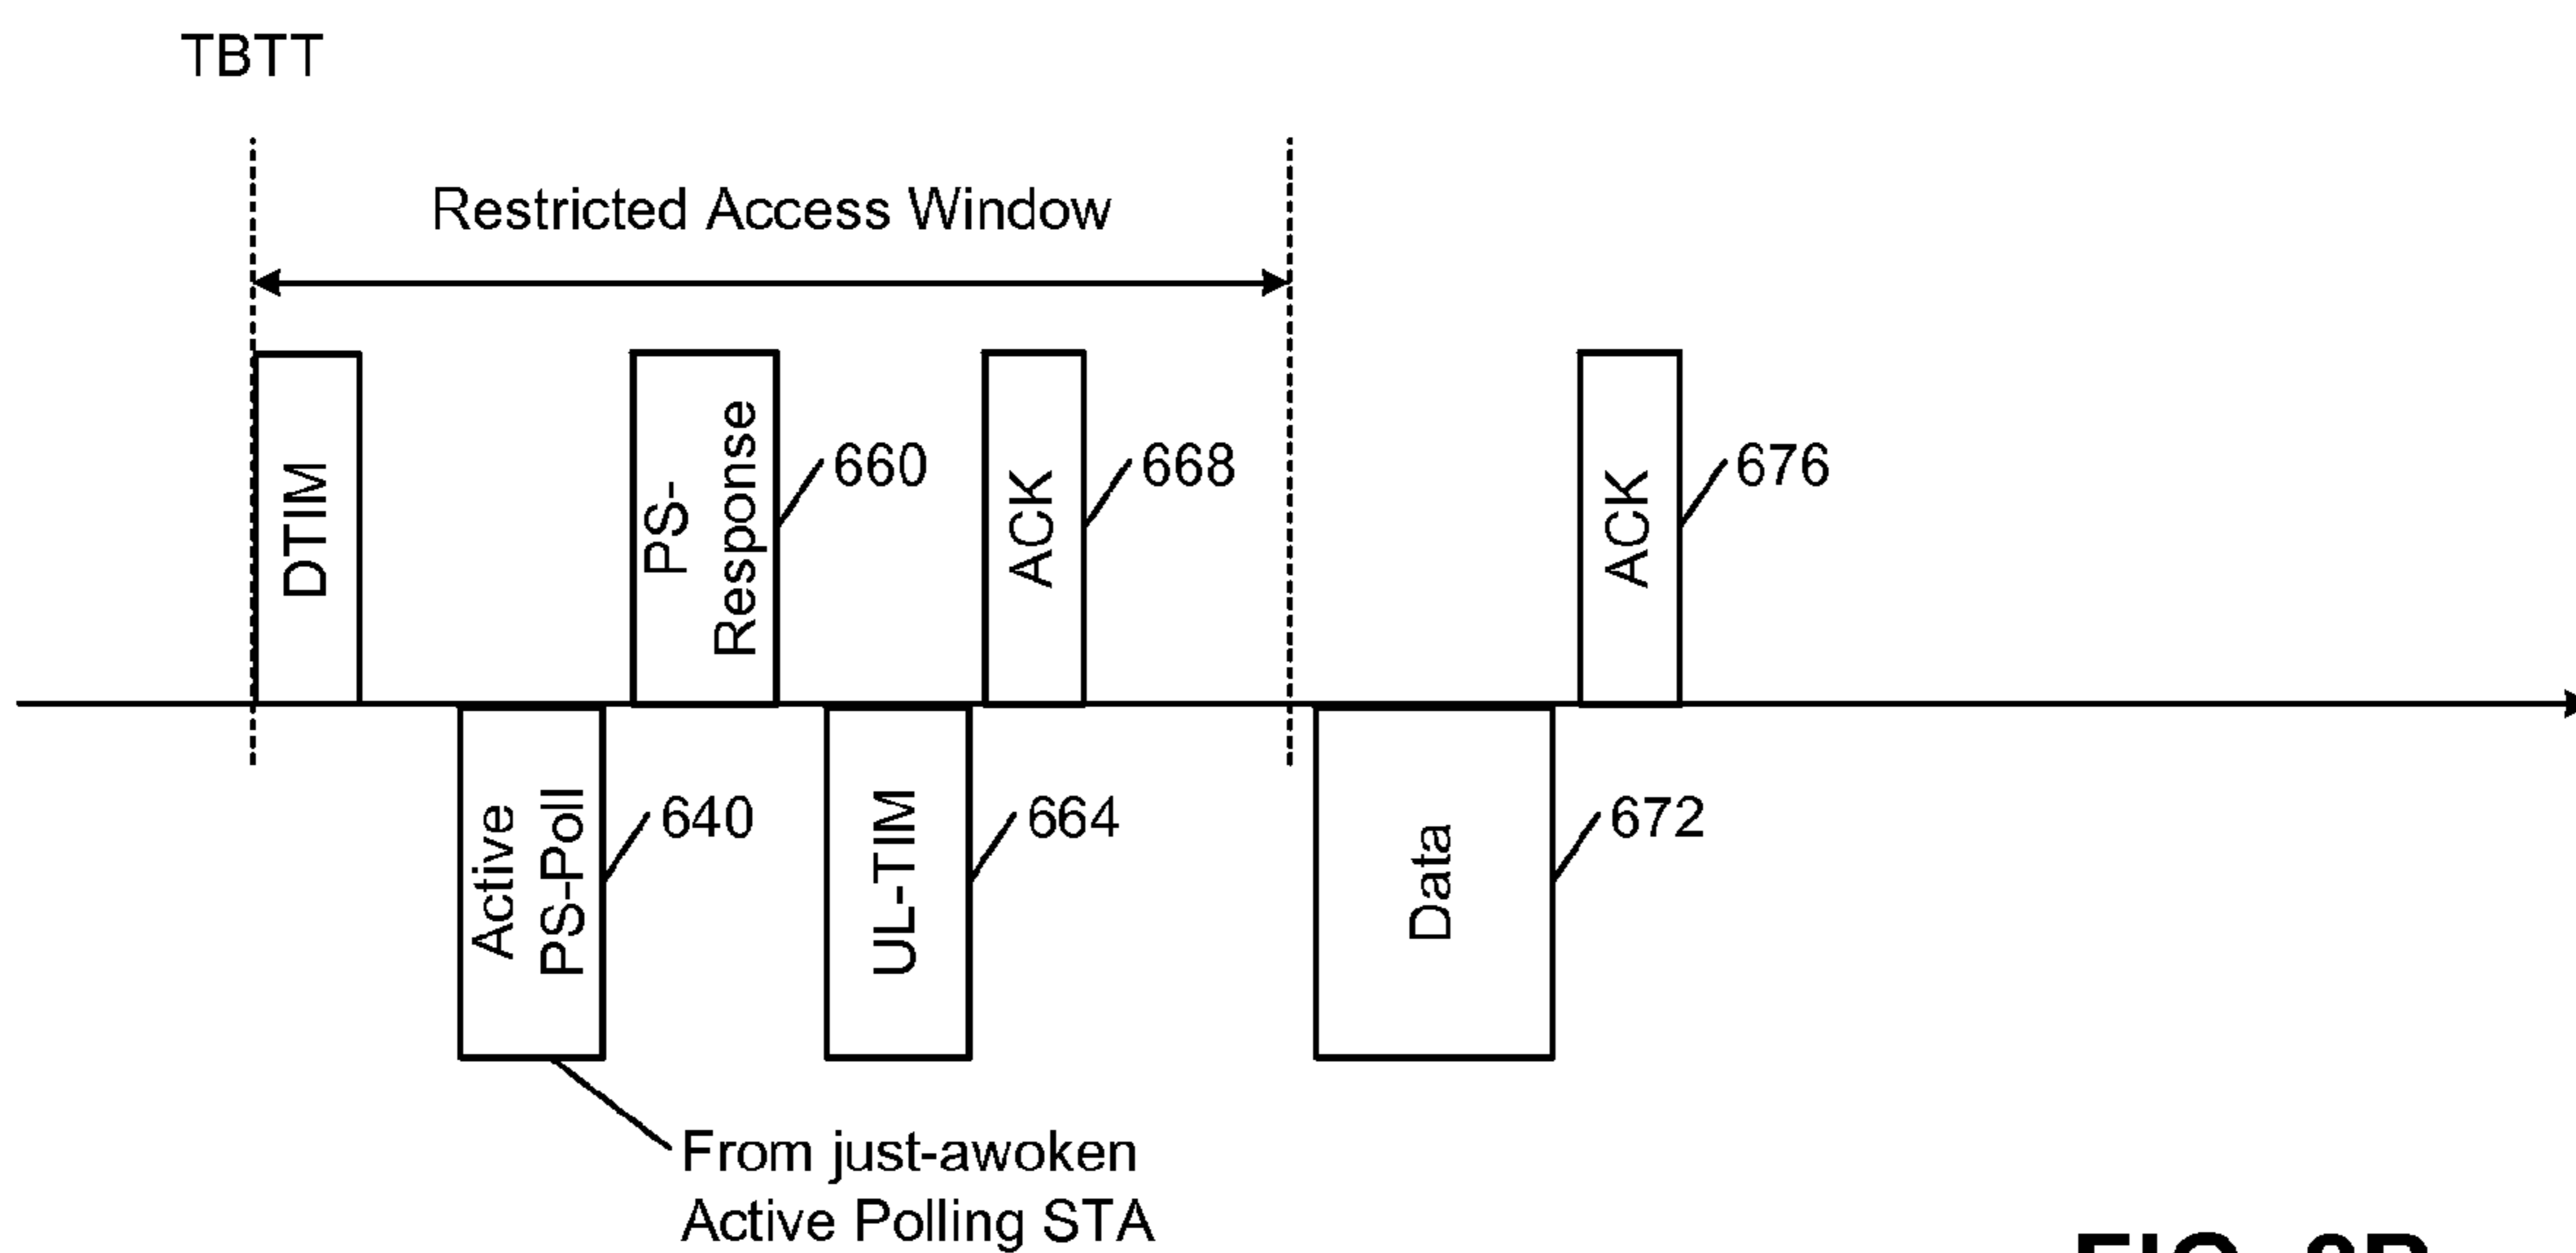 TBTT
Restricted Access Window
DTIM
PS-
Response
660
ACK
668
ACK
676
Active
PS-Poll
640
UL-TIM
664
Data
672
From just-awoken
Active Polling STA